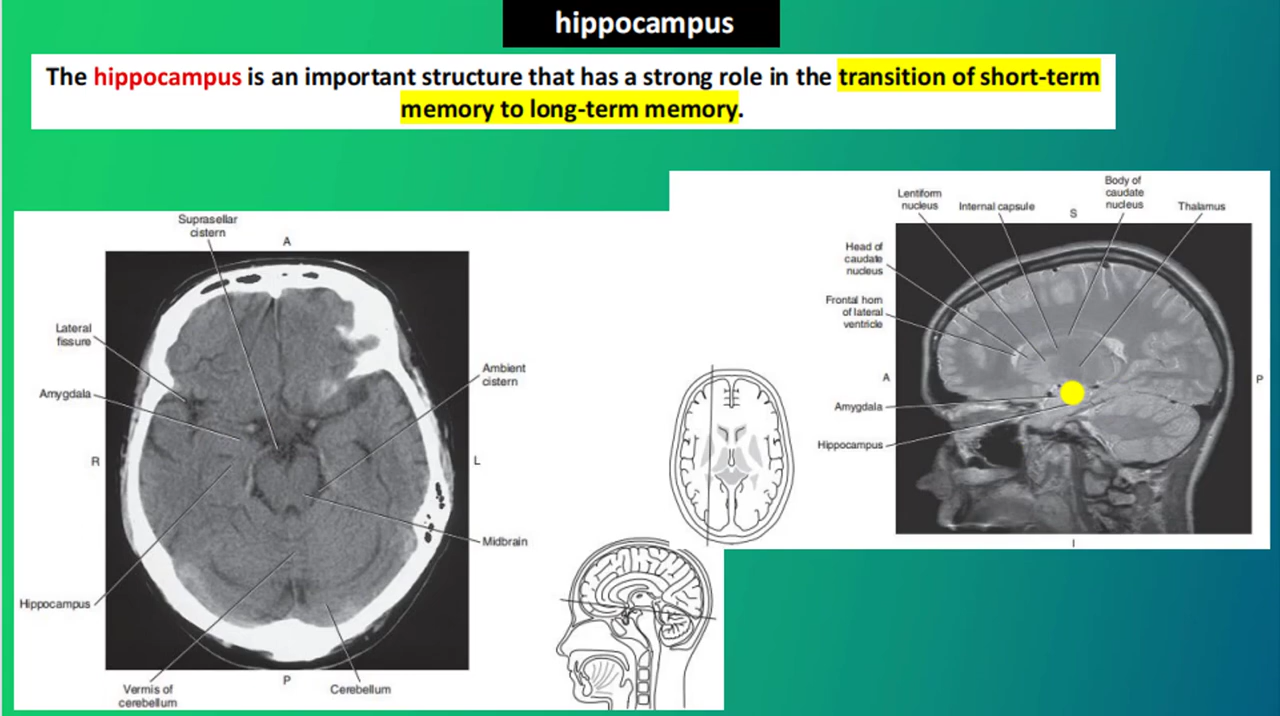 hippocampus
The hippocampus is an important structure that has a strong role in the transition of short-term
memory to long-term memory.
Suprasellar
cistern
A
Lateral
fissure
Amygdala
R
Ambient
cistern
L
Midbrain
Hippocampus
P
Vermis of
cerebellum
Cerebellum
Lentiform
nucleus
Internal capsule
S
Body of
caudate
nucleus
Thalamus
Head of
caudate
nucleus
Frontal horn
of lateral
ventricle
A
P
Amygdala
Hippocampus
I